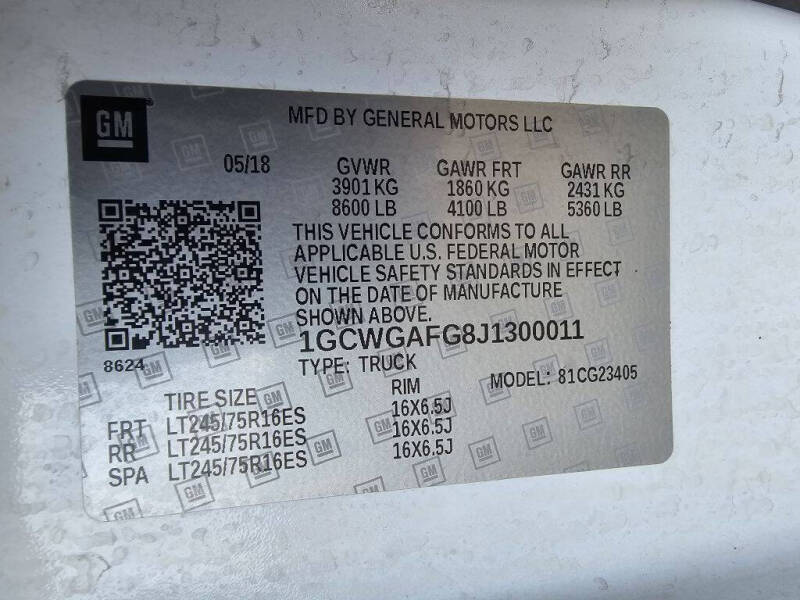 GM
MFD BY GENERAL MOTORS LLC
05/18 GVWR GAWR FRT GAWR RR
3901 KG 1860 KG 2431 KG
8600 LB 4100 LB 5360 LB
THIS VEHICLE CONFORMS TO ALL
APPLICABLE U.S. FEDERAL MOTOR
VEHICLE SAFETY STANDARDS IN EFFECT
ON THE DATE OF MANUFACTURE
SHOWN ABOVE.
1GCWGAFG8J1300011
8624
TYPE: TRUCK
MODEL: 81CG23405
TIRE SIZE RIM
FRT LT245/75R16ES 16X6.5J
RR LT245/75R16ES 16X6.5J
SPA LT245/75R16ES 16X6.5J